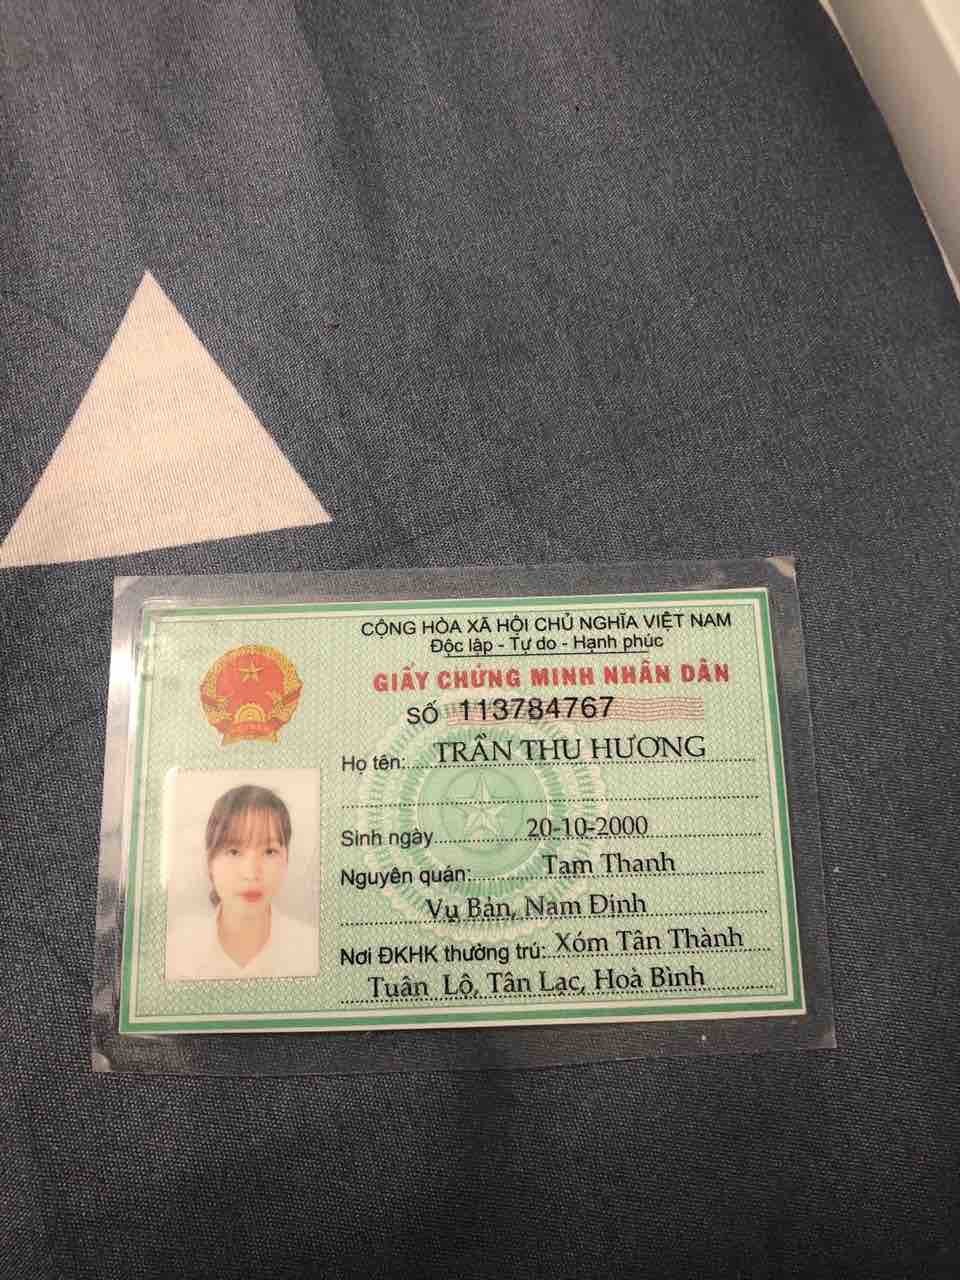 CỘNG HÒA XÃ HỘI CHỦ NGHĨA VIỆT NAM
Độc lập - Tự do - Hạnh phúc
GIẤY CHỨNG MINH NHÂN DÂN
SỐ 113784767
Họ tên: TRẦN THU HƯƠNG
Sinh ngày 20-10-2000
Nguyên quán: Tam Thanh
Vụ Bản, Nam Định
Nơi ĐKHK thường trú: Xóm Tân Thành
Tuân Lộ, Tân Lạc, Hoà Bình